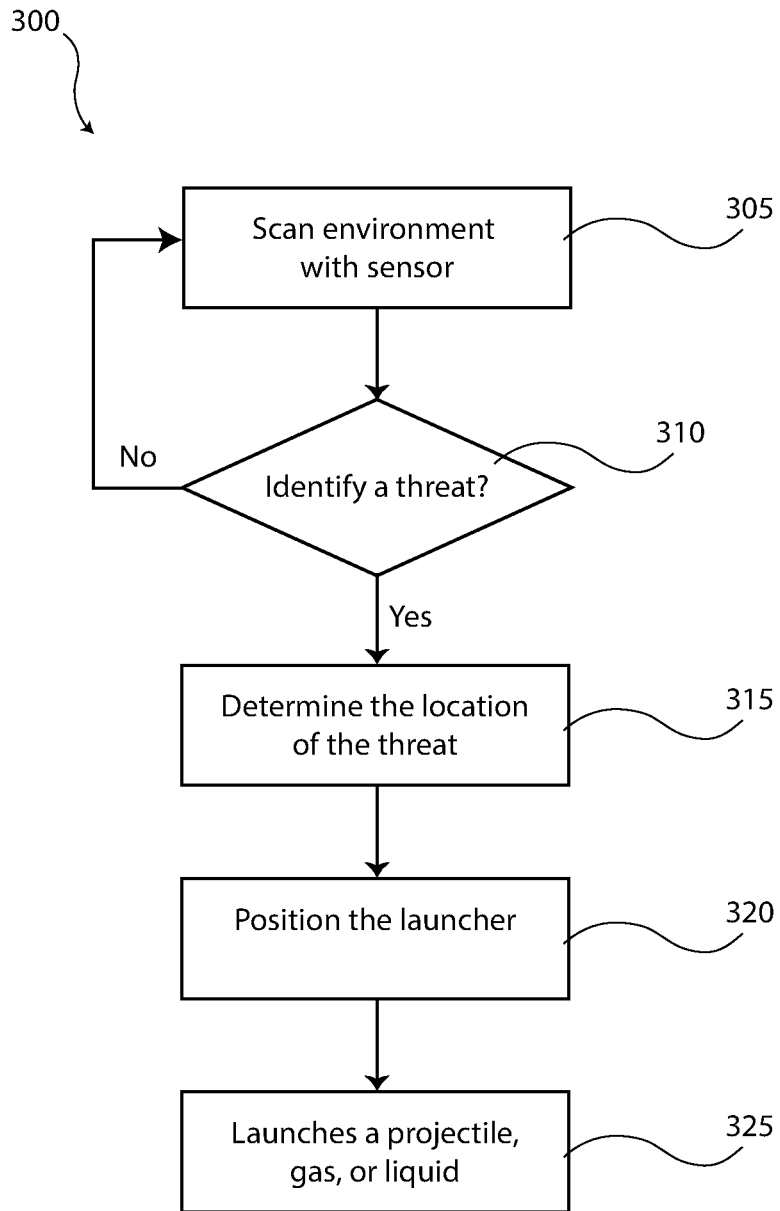 300
Scan environment
with sensor
305
No
Identify a threat?
310
Yes
Determine the location
of the threat
315
Position the launcher
320
Launches a projectile,
gas, or liquid
325